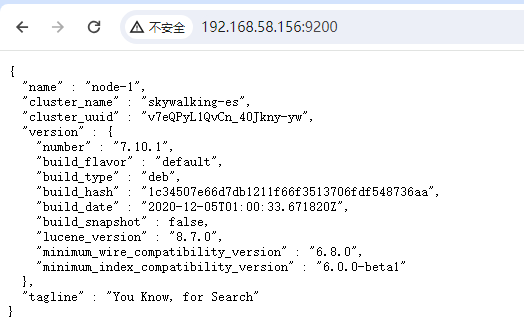 不安全 192.168.58.156:9200
{
  "name" : "node-1",
  "cluster_name" : "skywalking-es",
  "cluster_uuid" : "v7eQPyL1QvCn_40Jkny-yw",
  "version" : {
    "number" : "7.10.1",
    "build_flavor" : "default",
    "build_type" : "deb",
    "build_hash" : "1c34507e66d7db1211f66f3513706fdf548736aa",
    "build_date" : "2020-12-05T01:00:33.671820Z",
    "build_snapshot" : false,
    "lucene_version" : "8.7.0",
    "minimum_wire_compatibility_version" : "6.8.0",
    "minimum_index_compatibility_version" : "6.0.0-beta1"
  },
  "tagline" : "You Know, for Search"
}